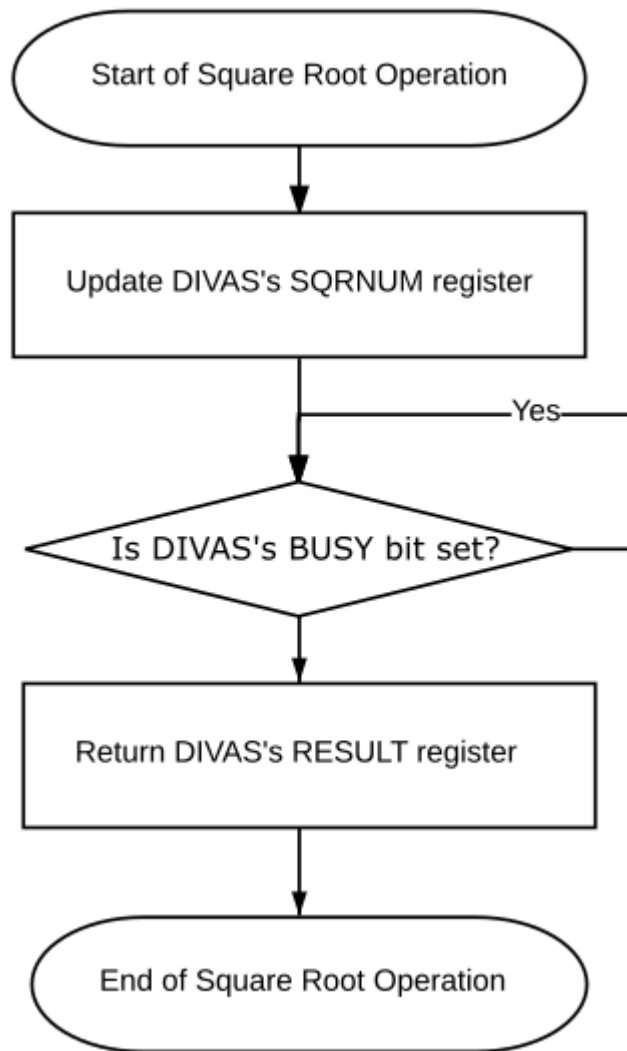 Start of Square Root Operation
Update DIVAS's SQRNUM register
Yes
Is DIVAS's BUSY bit set?
Return DIVAS's RESULT register
End of Square Root Operation